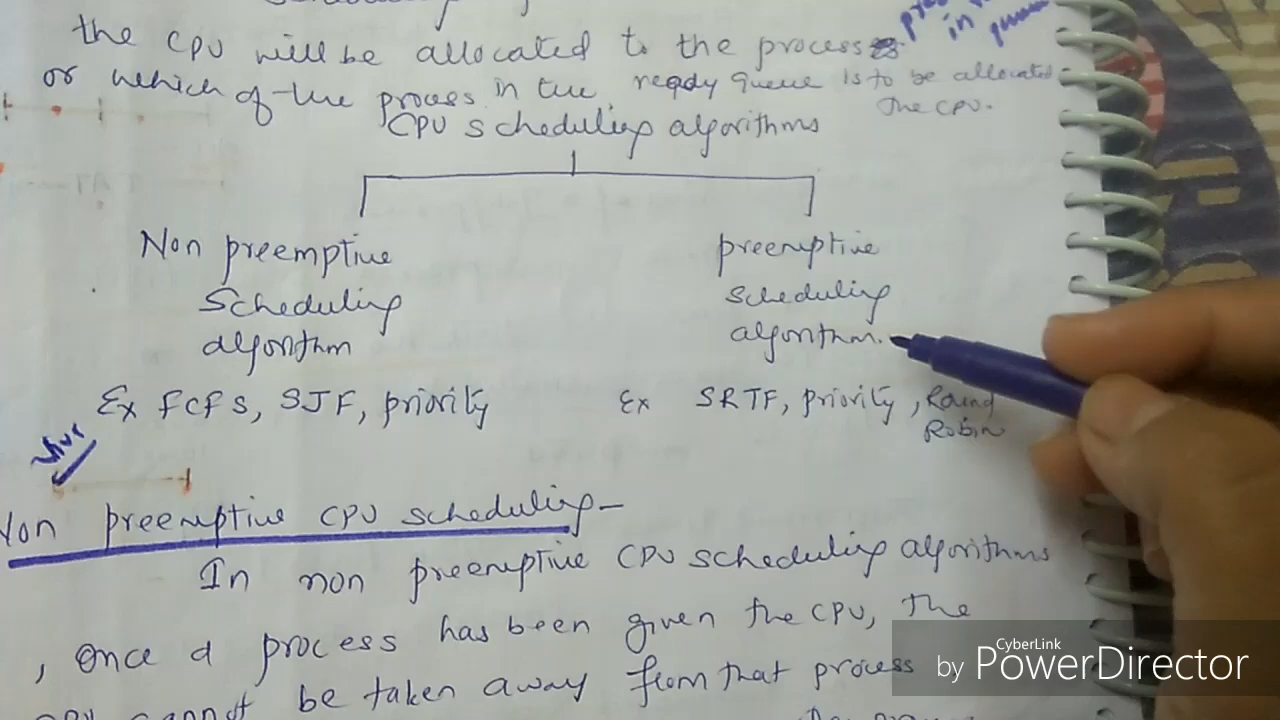 the CPU will be allocated to the process
in
or which of the process in the ready queue is to be allocated
the CPU.
CPU scheduling algorithms
Non preemptive
preemptive
Scheduling
scheduling
algorithm
algorithm.
Ex FCFS, SJF, priority
Ex SRTF, priority, Round
Robin
Non preemptive CPU scheduling-
In non preemptive CPU scheduling algorithms
, Once a process has been given the CPU, the
cannot be taken away from that process
CyberLink
by PowerDirector